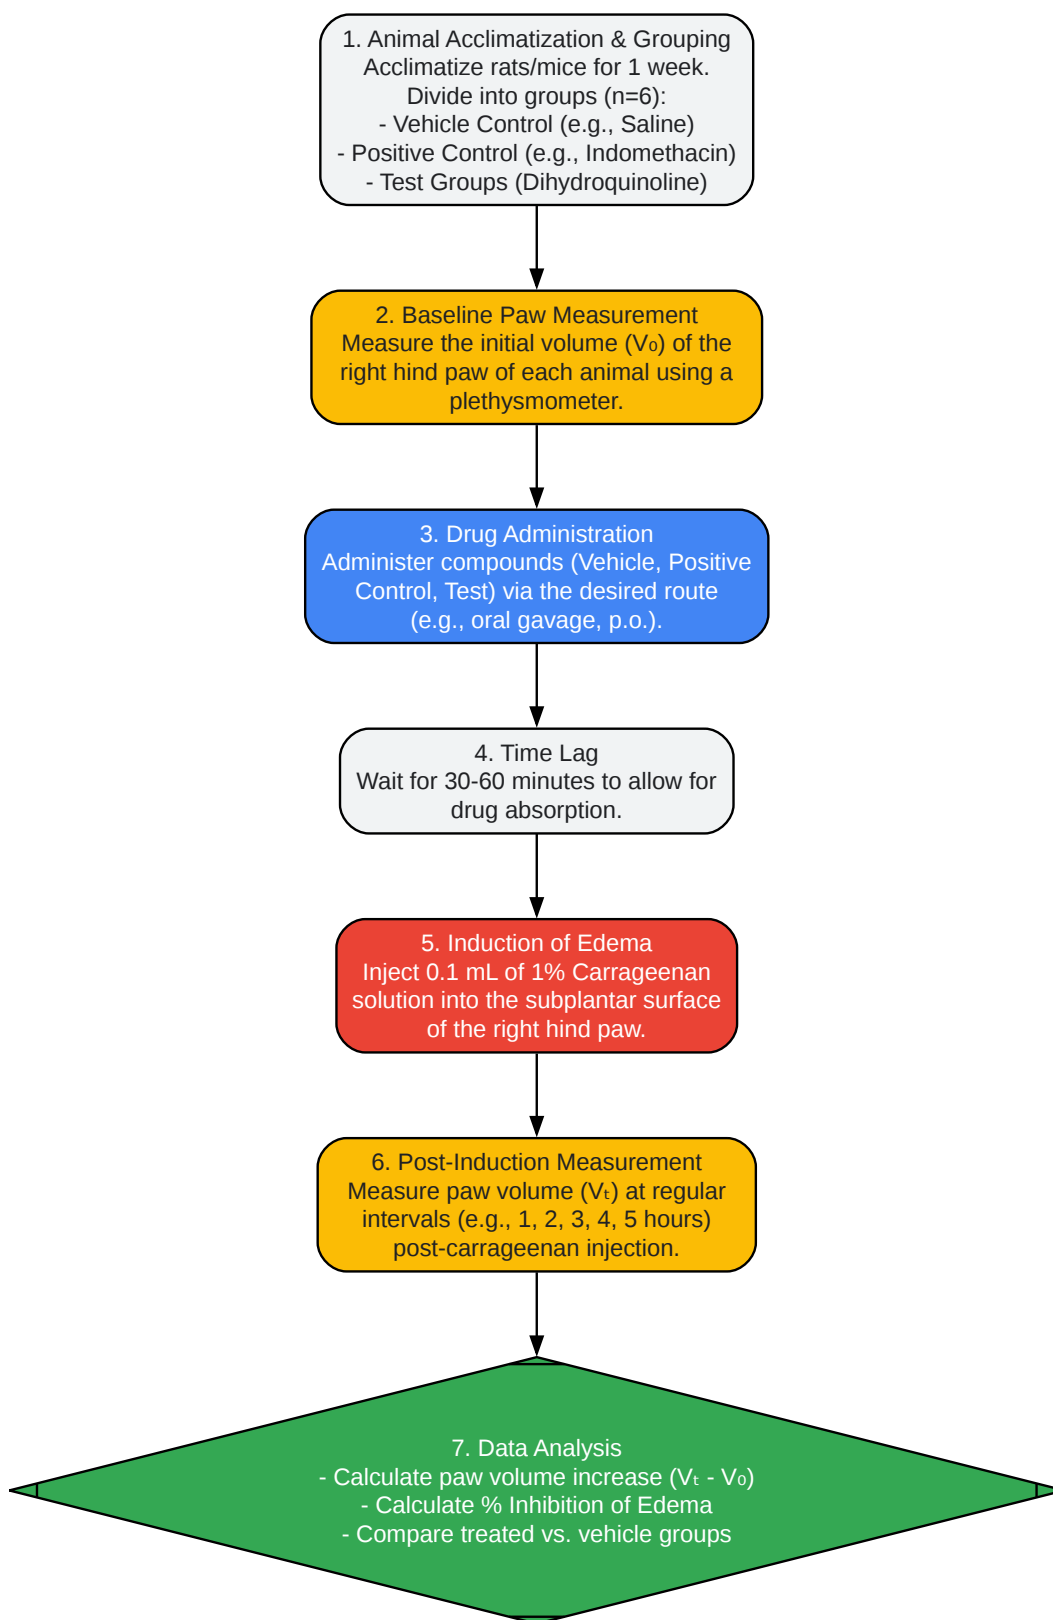 1. Animal Acclimatization & Grouping
Acclimatize rats/mice for 1 week.
Divide into groups (n=6):
- Vehicle Control (e.g., Saline)
- Positive Control (e.g., Indomethacin)
- Test Groups (Dihydroquinoline)
2. Baseline Paw Measurement
Measure the initial volume (V₀) of the
right hind paw of each animal using a
plethysmometer.
3. Drug Administration
Administer compounds (Vehicle, Positive
Control, Test) via the desired route
(e.g., oral gavage, p.o.).
4. Time Lag
Wait for 30-60 minutes to allow for
drug absorption.
5. Induction of Edema
Inject 0.1 mL of 1% Carrageenan
solution into the subplantar surface
of the right hind paw.
6. Post-Induction Measurement
Measure paw volume (Vₜ) at regular
intervals (e.g., 1, 2, 3, 4, 5 hours)
post-carrageenan injection.
7. Data Analysis
- Calculate paw volume increase (Vₜ - V₀)
- Calculate % Inhibition of Edema
- Compare treated vs. vehicle groups